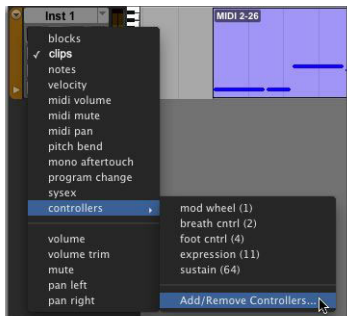 Inst 1
MIDI 2-26
blocks
✓ clips
notes
velocity
midi volume
midi mute
midi pan
pitch bend
mono aftertouch
program change
sysex
controllers
mod wheel (1)
breath cntrl (2)
foot cntrl (4)
expression (11)
sustain (64)
Add/Remove Controllers...
volume
volume trim
mute
pan left
pan right